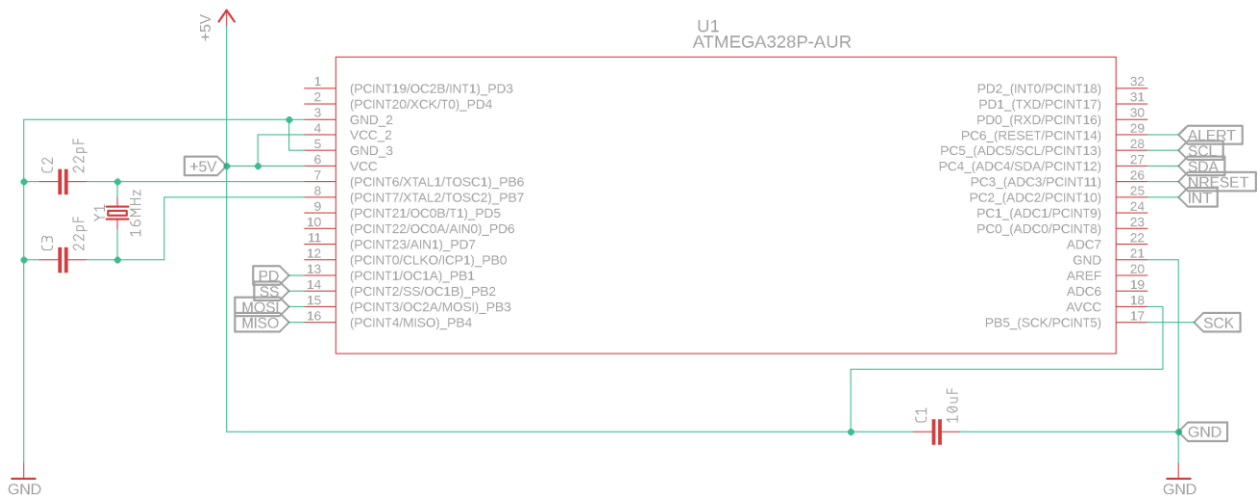 +5V
U1
ATMEGA328P-AUR
1 (PCINT19/OC2B/INT1)_PD3
2 (PCINT20/XCK/T0)_PD4
3 GND_2
4 VCC_2
5 GND_3
6 VCC
7 (PCINT6/XTAL1/TOSC1)_PB6
8 (PCINT7/XTAL2/TOSC2)_PB7
9 (PCINT21/OC0B/T1)_PD5
10 (PCINT22/OC0A/AIN0)_PD6
11 (PCINT23/AIN1)_PD7
12 (PCINT0/CLKO/ICP1)_PB0
13 (PCINT1/OC1A)_PB1
14 (PCINT2/SS/OC1B)_PB2
15 (PCINT3/OC2A/MOSI)_PB3
16 (PCINT4/MISO)_PB4
PD2_(INT0/PCINT18) 32
PD1_(TXD/PCINT17) 31
PD0_(RXD/PCINT16) 30
PC6_(RESET/PCINT14) 29 ALERT
PC5_(ADC5/SCL/PCINT13) 28 SCL
PC4_(ADC4/SDA/PCINT12) 27 SDA
PC3_(ADC3/PCINT11) 26 NRESET
PC2_(ADC2/PCINT10) 25 INT
PC1_(ADC1/PCINT9) 24
PC0_(ADC0/PCINT8) 23
ADC7 22
GND 21
AREF 20
ADC6 19
AVCC 18
PB5_(SCK/PCINT5) 17 SCK
+5V
C2
22pF
Y1
16MHz
C3
22pF
PD
SS
MOSI
MISO
C1
10uF
GND
GND
GND